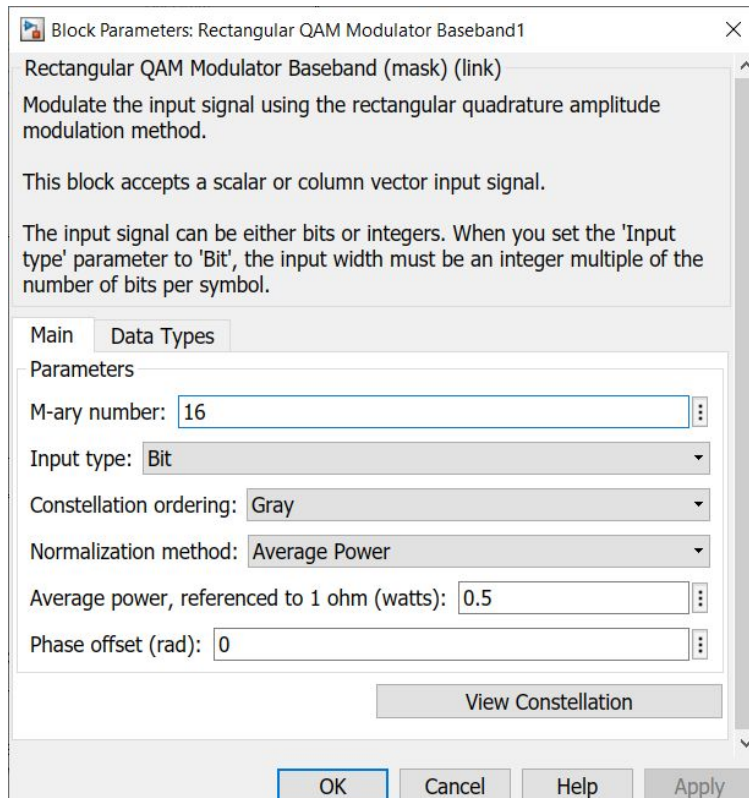 Block Parameters: Rectangular QAM Modulator Baseband1
Rectangular QAM Modulator Baseband (mask) (link)
Modulate the input signal using the rectangular quadrature amplitude
modulation method.
This block accepts a scalar or column vector input signal.
The input signal can be either bits or integers. When you set the 'Input
type' parameter to 'Bit', the input width must be an integer multiple of the
number of bits per symbol.
Main Data Types
Parameters
M-ary number: 16
Input type: Bit
Constellation ordering: Gray
Normalization method: Average Power
Average power, referenced to 1 ohm (watts): 0.5
Phase offset (rad): 0
View Constellation
OK Cancel Help Apply